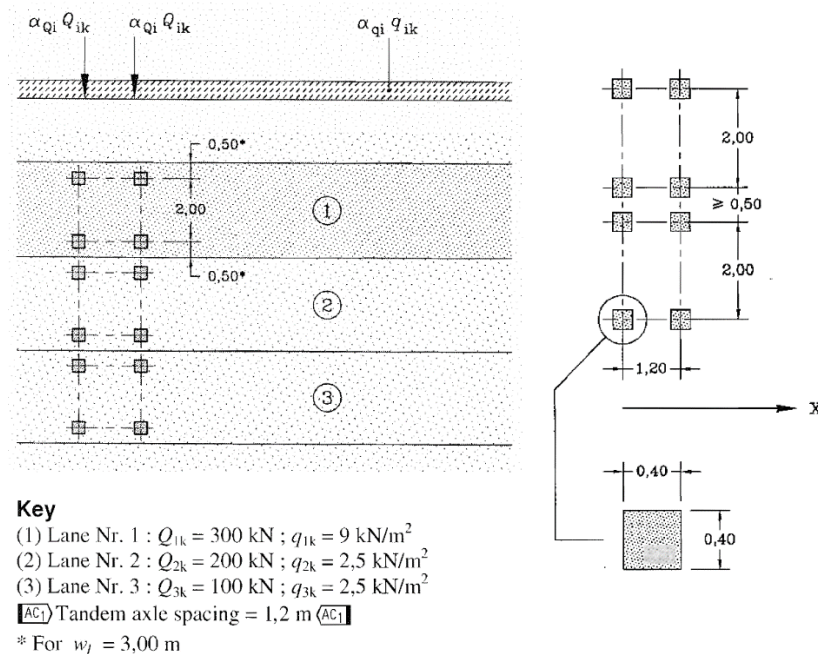 α_Qi Q_ik
α_Qi Q_ik
α_qi q_ik
0,50*
2,00
0,50*
1
2
3
2,00
⩾ 0,50
2,00
1,20
X
0,40
0,40
Key
(1) Lane Nr. 1 : Q_1k = 300 kN ; q_1k = 9 kN/m²
(2) Lane Nr. 2 : Q_2k = 200 kN ; q_2k = 2,5 kN/m²
(3) Lane Nr. 3 : Q_3k = 100 kN ; q_3k = 2,5 kN/m²
AC₁⟩ Tandem axle spacing = 1,2 m ⟨AC₁
* For w_l = 3,00 m